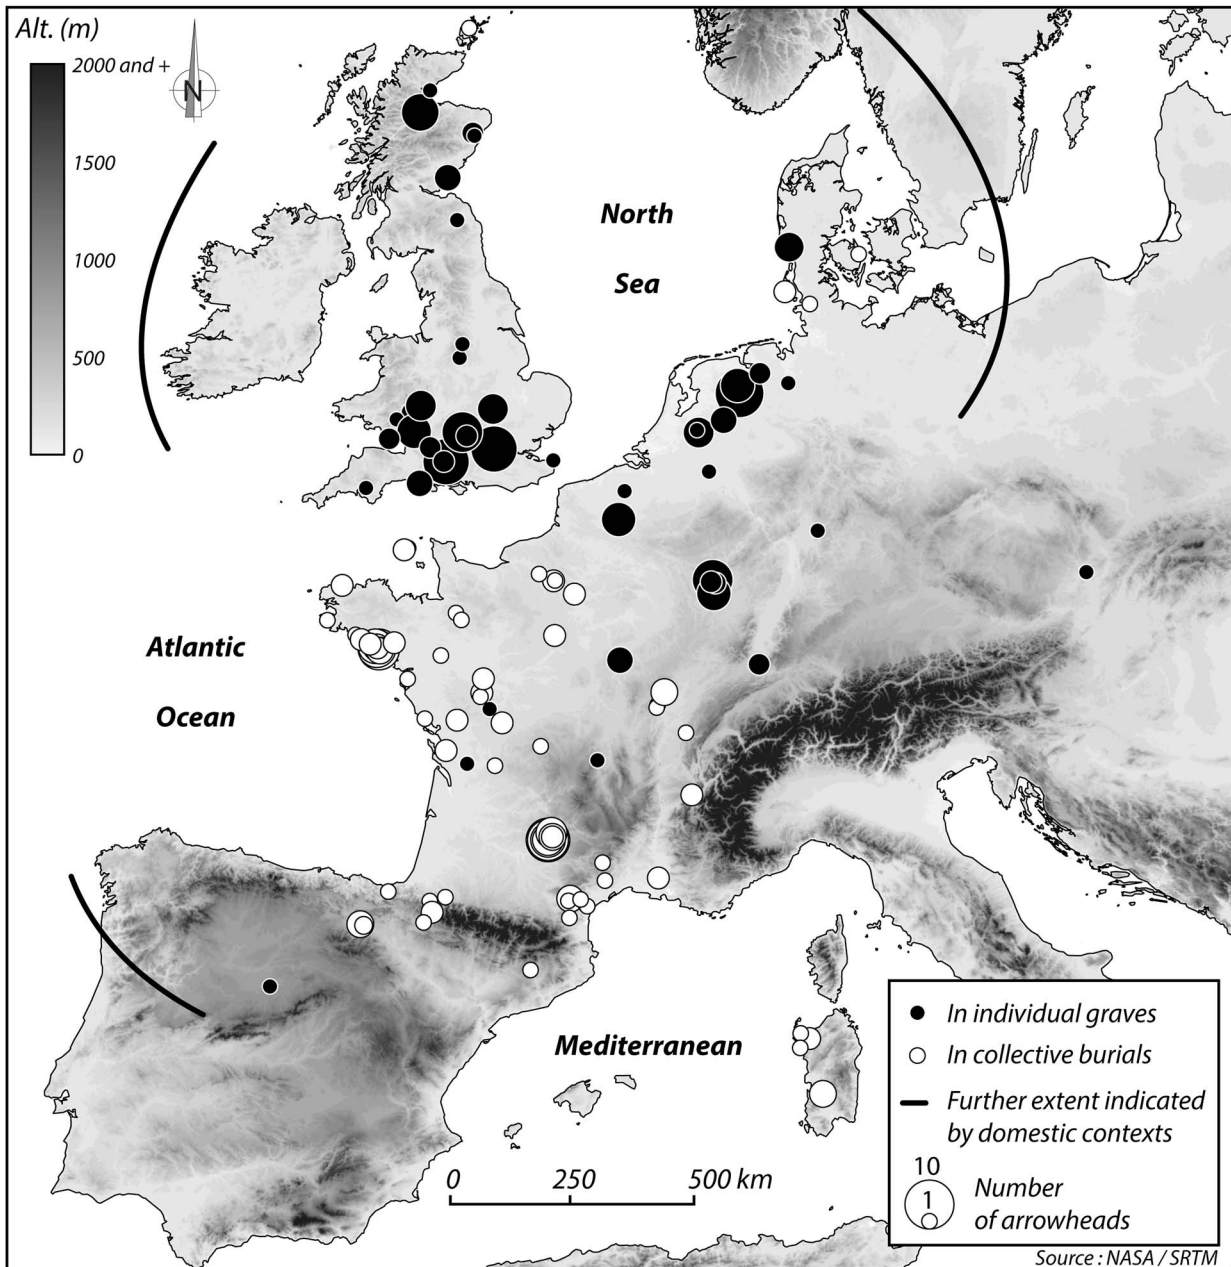 Alt. (m)
2000 and +
N
1500
1000
500
0
North
Sea
Atlantic
Ocean
Mediterranean
0 250 500 km
In individual graves
In collective burials
Further extent indicated
by domestic contexts
10
1
Number
of arrowheads
Source : NASA / SRTM